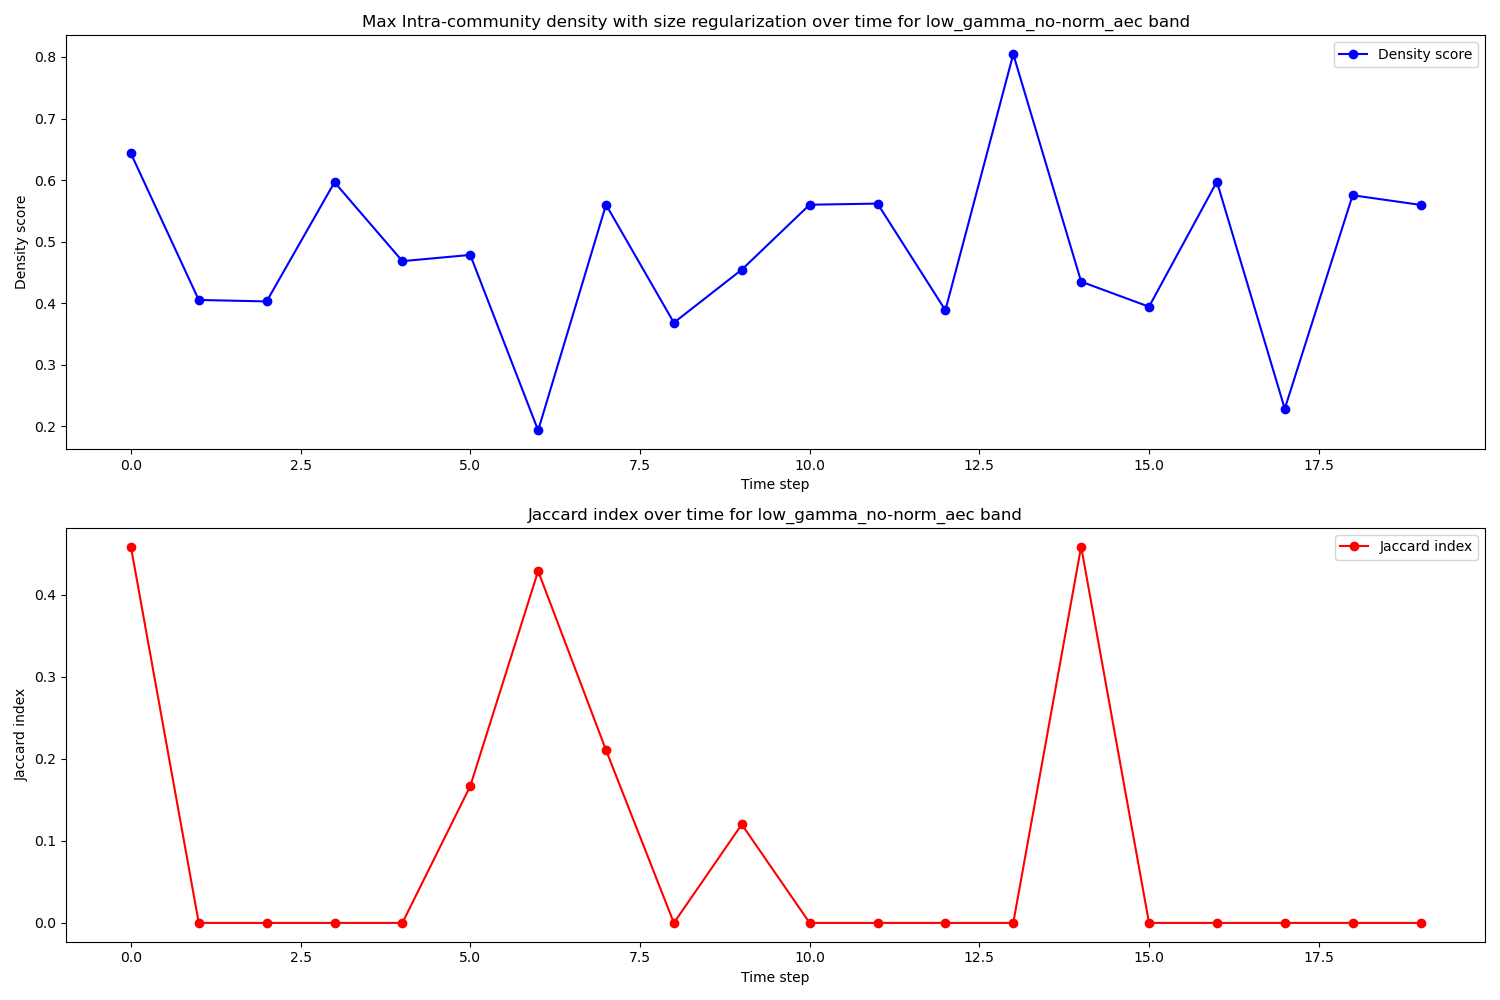 Max Intra-community density with size regularization over time for low_gamma_no-norm_aec band
Density score
0.8
0.7
0.6
0.5
0.4
0.3
0.2
Density score
0.0 2.5 5.0 7.5 10.0 12.5 15.0 17.5
Time step
Jaccard index over time for low_gamma_no-norm_aec band
Jaccard index
0.4
0.3
0.2
0.1
0.0
Jaccard index
0.0 2.5 5.0 7.5 10.0 12.5 15.0 17.5
Time step